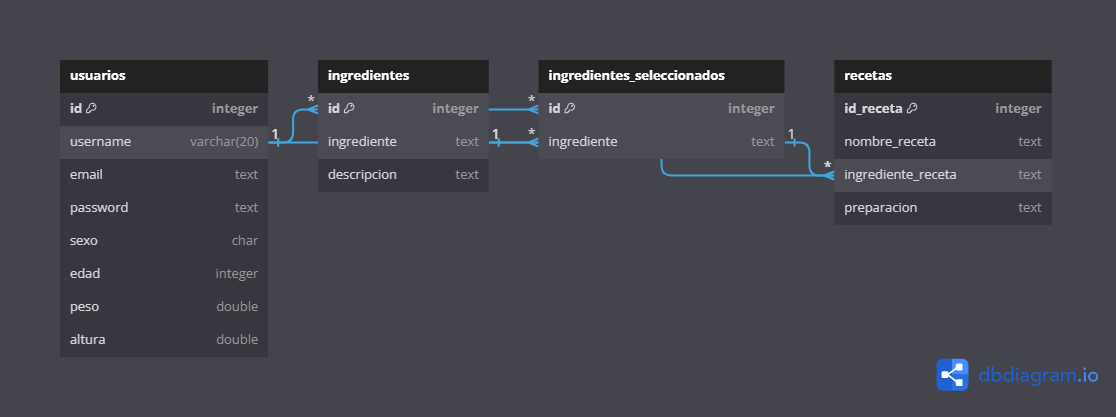 usuarios
id integer
username varchar(20)
email text
password text
sexo char
edad integer
peso double
altura double
1
*
ingredientes
id integer
ingrediente text
descripcion text
1
*
*
ingredientes_seleccionados
id integer
ingrediente text
1
*
recetas
id_receta integer
nombre_receta text
ingrediente_receta text
preparacion text
dbdiagram.io